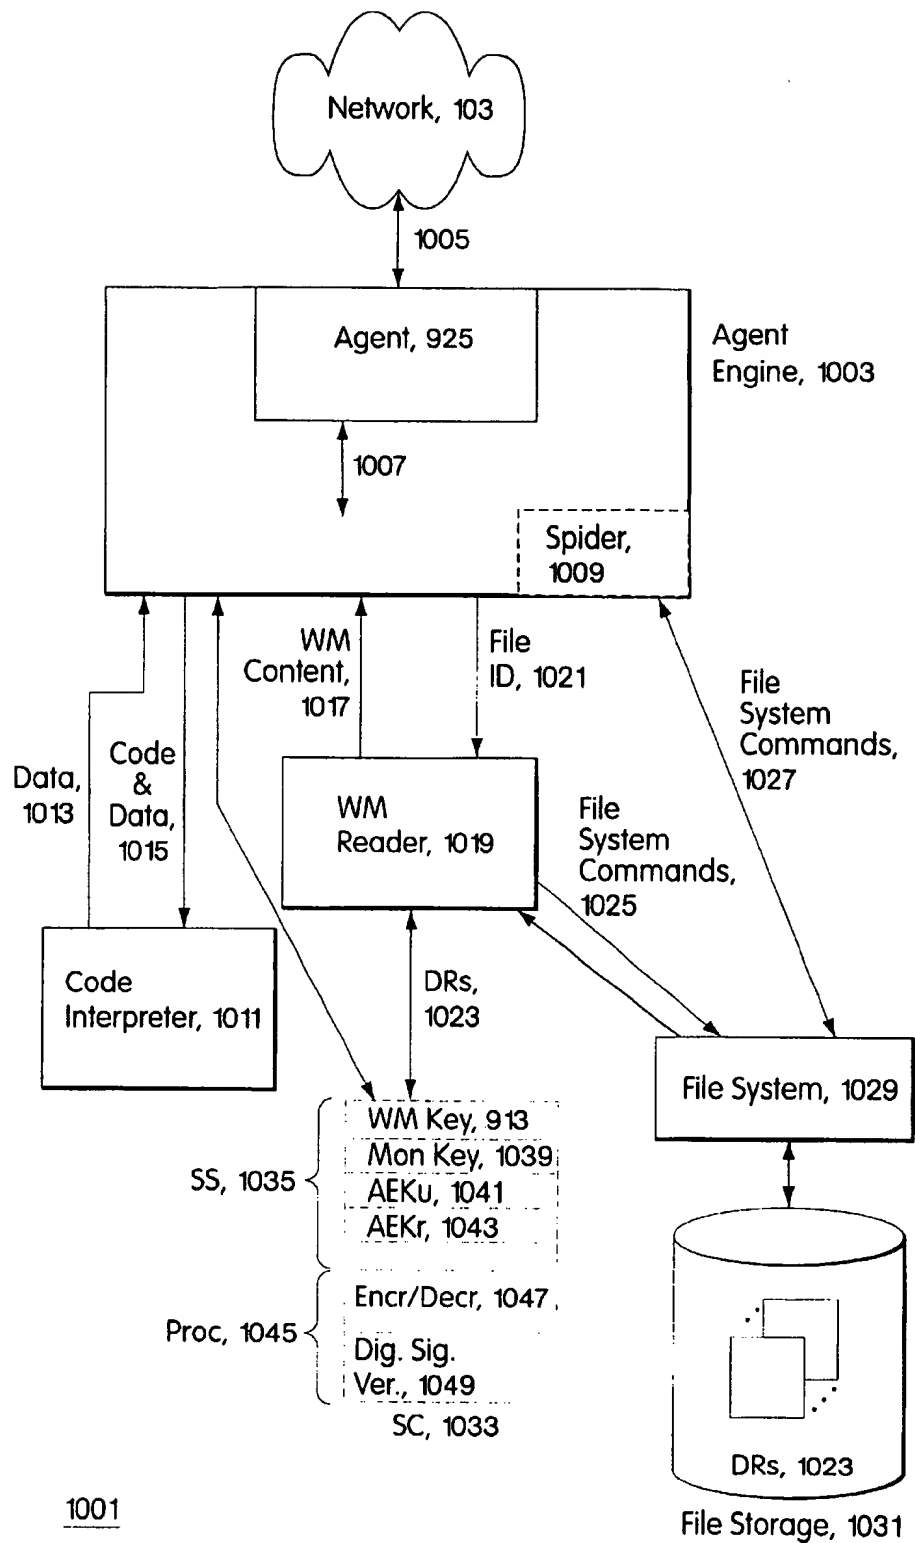 Network, 103
1005
Agent, 925
Agent
Engine, 1003
1007
Spider,
1009
WM
Content,
1017
File
ID, 1021
File
System
Commands,
1027
Data,
1013
Code
&
Data,
1015
WM
Reader, 1019
File
System
Commands,
1025
Code
Interpreter, 1011
DRs,
1023
File System, 1029
WM Key, 913
Mon Key, 1039
SS, 1035
AEKu, 1041
AEKr, 1043
Encr/Decr, 1047
Proc, 1045
Dig. Sig.
Ver., 1049
SC, 1033
DRs, 1023
1001
File Storage, 1031